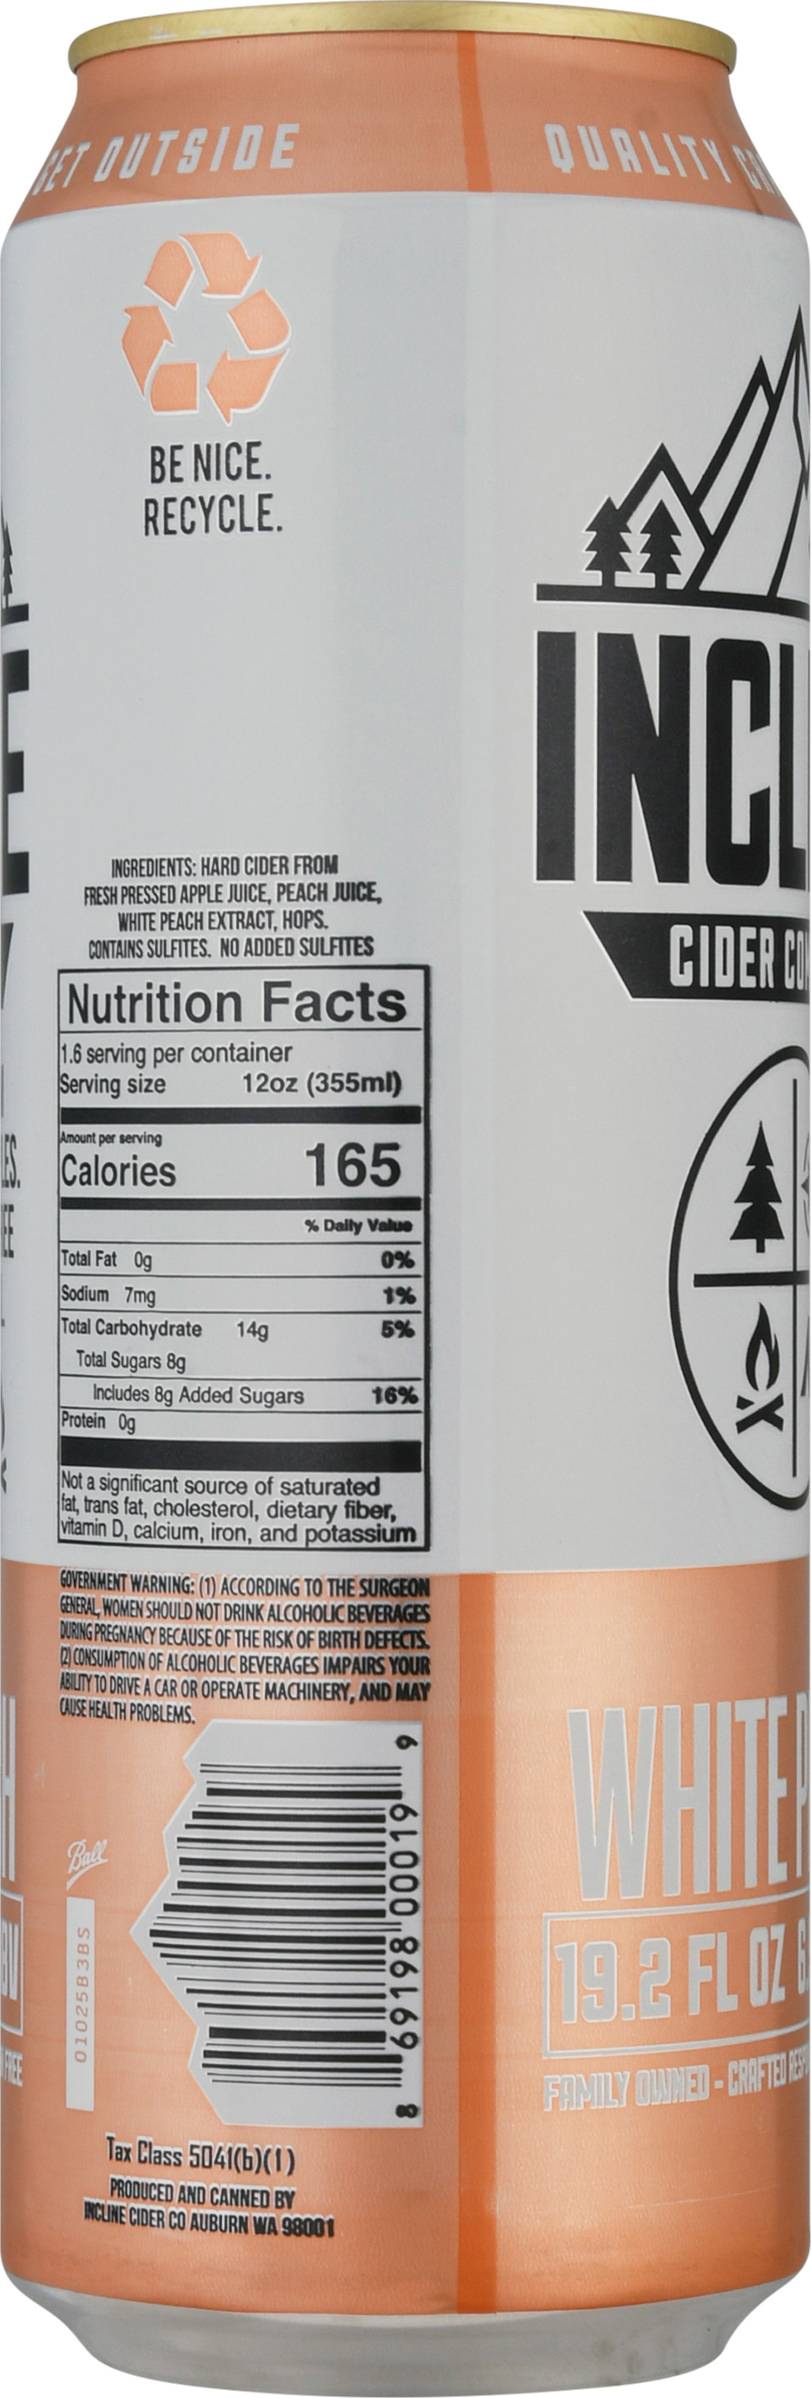 GET OUTSIDE
QUALITY
BE NICE.
RECYCLE.
INGREDIENTS: HARD CIDER FROM
FRESH PRESSED APPLE JUICE, PEACH JUICE,
WHITE PEACH EXTRACT, HOPS.
CONTAINS SULFITES. NO ADDED SULFITES
Nutrition Facts
1.6 serving per container
Serving size 12oz (355ml)
Amount per serving
Calories 165
% Daily Value
Total Fat 0g 0%
Sodium 7mg 1%
Total Carbohydrate 14g 5%
Total Sugars 8g
Includes 8g Added Sugars 16%
Protein 0g
Not a significant source of saturated
fat, trans fat, cholesterol, dietary fiber,
vitamin D, calcium, iron, and potassium
GOVERNMENT WARNING: (1) ACCORDING TO THE SURGEON
GENERAL, WOMEN SHOULD NOT DRINK ALCOHOLIC BEVERAGES
DURING PREGNANCY BECAUSE OF THE RISK OF BIRTH DEFECTS.
(2) CONSUMPTION OF ALCOHOLIC BEVERAGES IMPAIRS YOUR
ABILITY TO DRIVE A CAR OR OPERATE MACHINERY, AND MAY
CAUSE HEALTH PROBLEMS.
Ball
01025B3BS
8 69198 00019 9
Tax Class 5041(b)(1)
PRODUCED AND CANNED BY
INCLINE CIDER CO AUBURN WA 98001
INCL
CIDER CO
WHITE P
19.2 FL OZ 6
FAMILY OWNED - CRAFTED
FREE